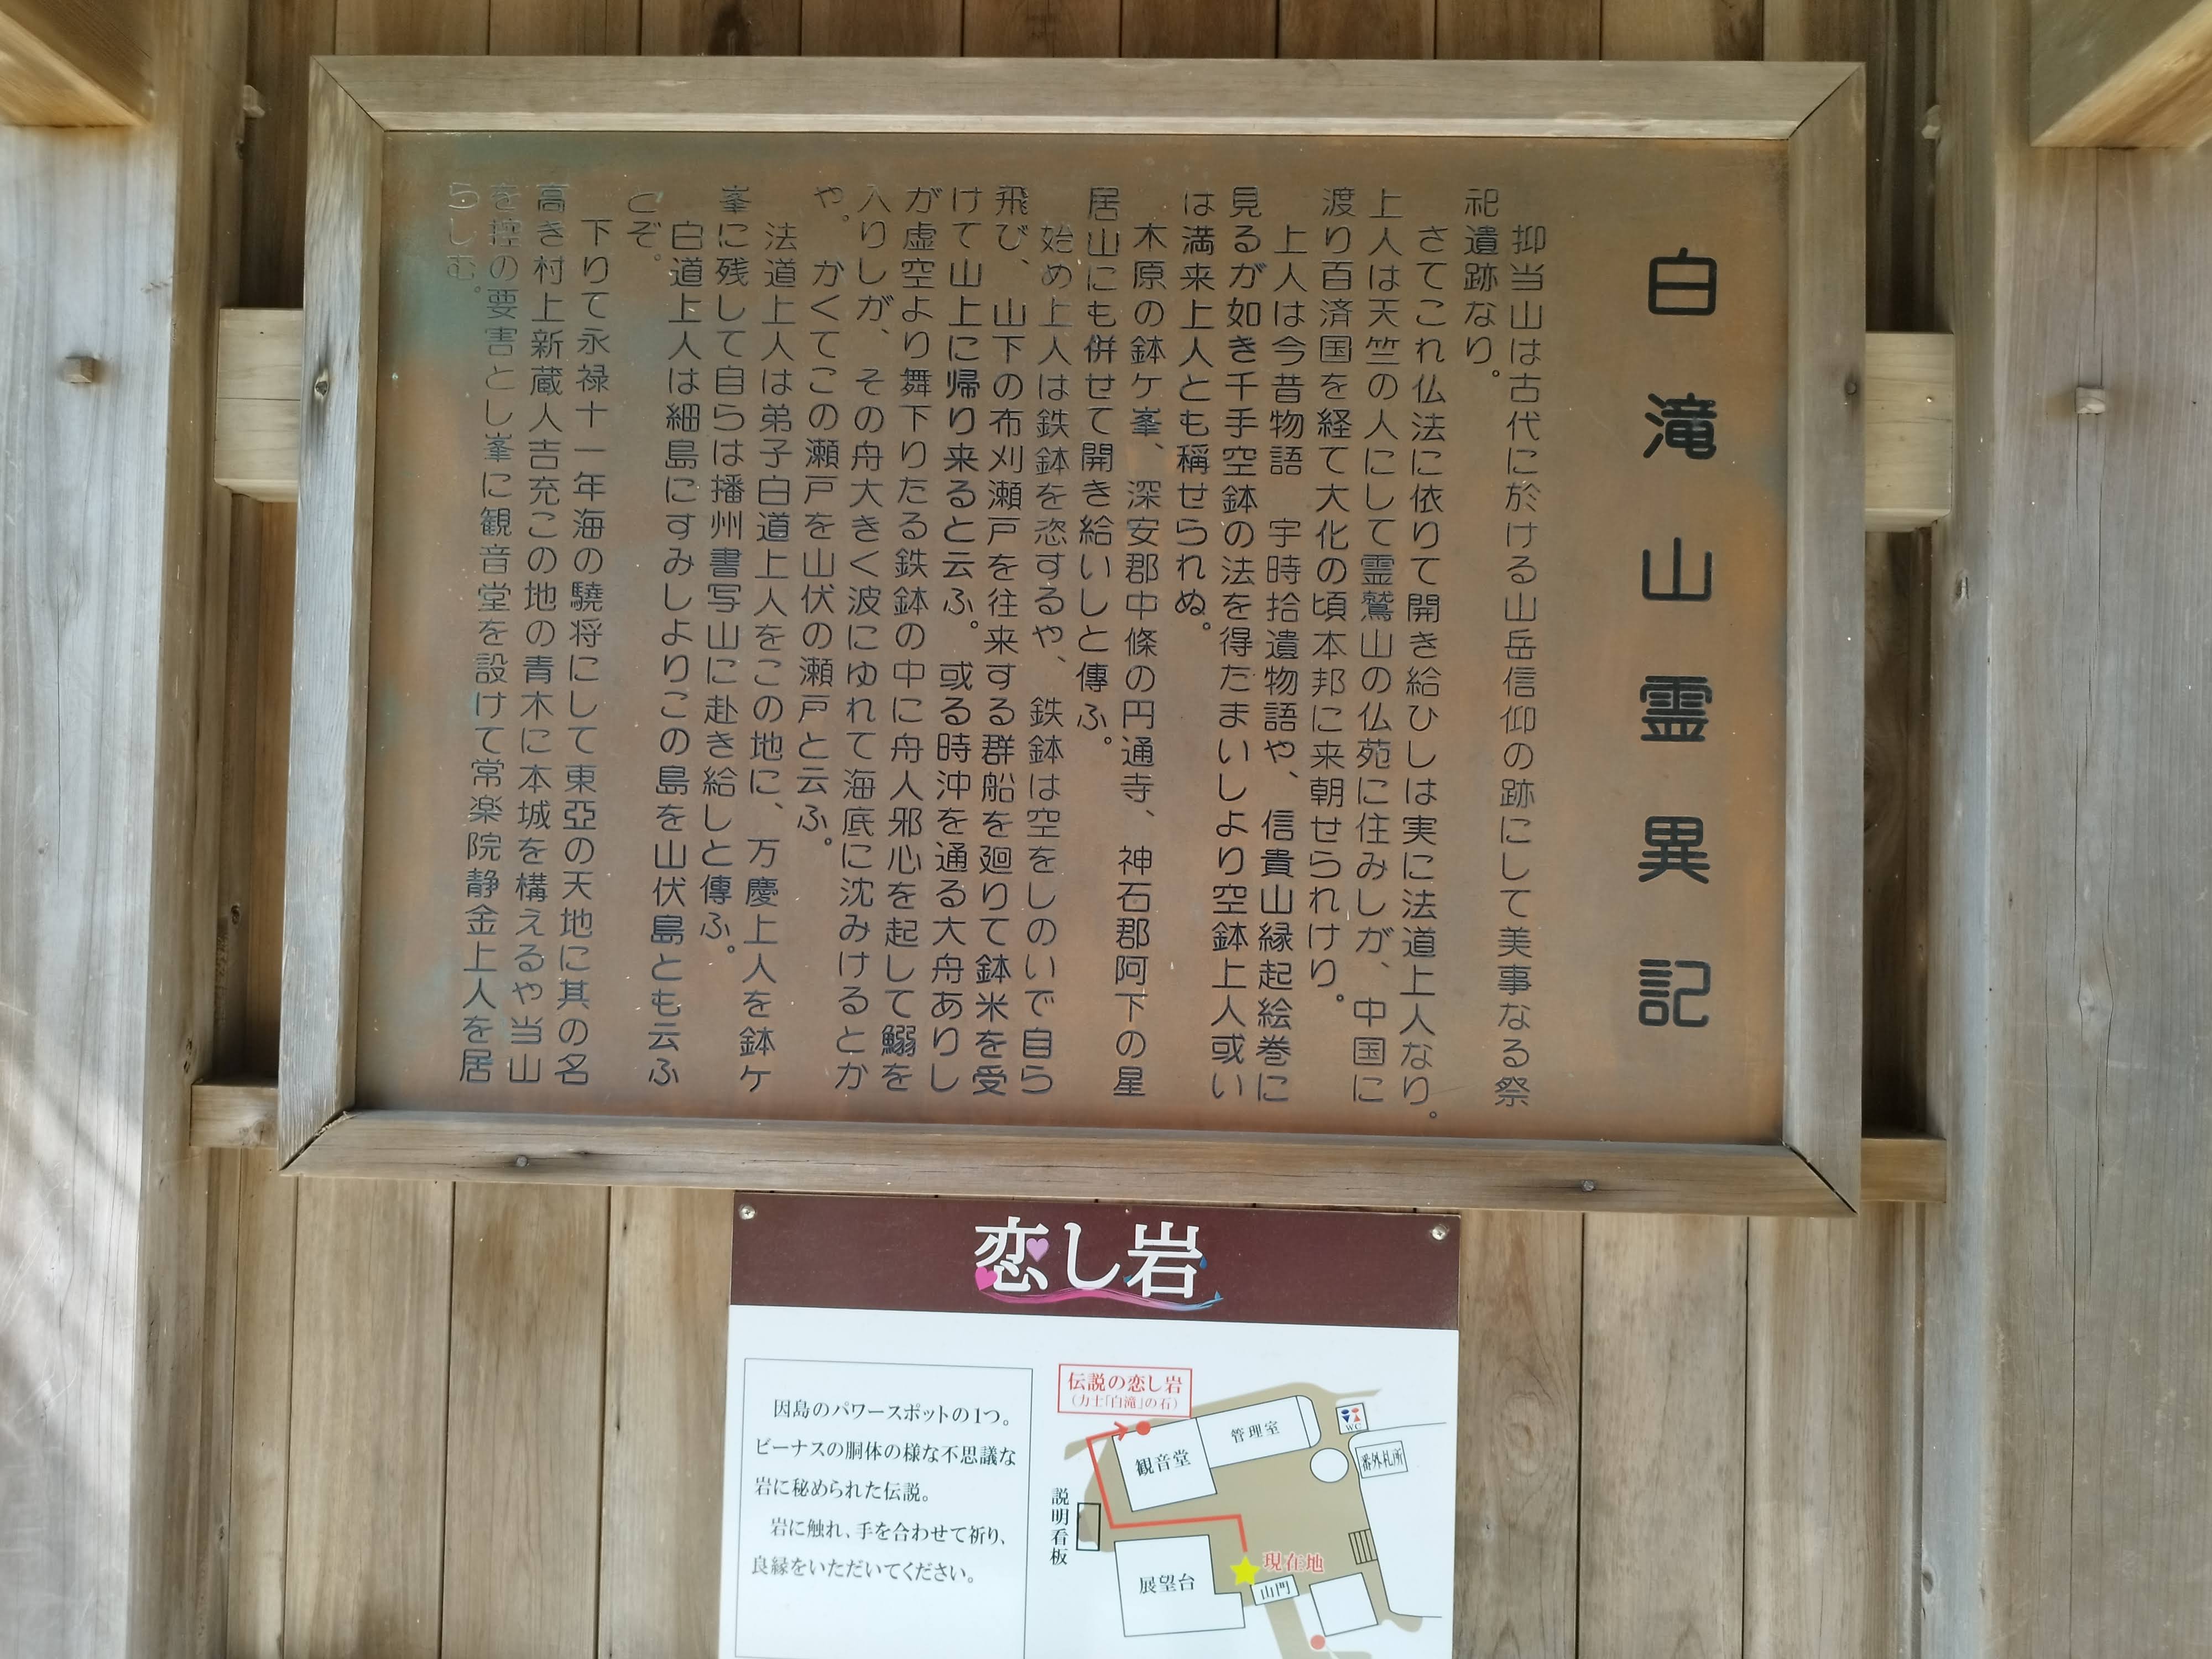 白滝山霊異記
抑当山は古代に於ける山岳信仰の跡にして美事なる祭
祀遺跡なり。
さてこれ仏法に依りて開き給ひしは実に法道上人なり。
上人は天竺の人にして霊鷲山の仏苑に住みしが、中国に
渡り百済国を経て大化の頃本邦に来朝せられけり。
上人は今昔物語 宇時拾遺物語や、信貴山縁起絵巻に
見るが如き千手空鉢の法を得たまいしより空鉢上人或い
は満来上人とも稱せられぬ。
木原の鉢ケ峯、深安郡中條の円通寺、神石郡阿下の星
居山にも併せて開き給いしと傳ふ。
始め上人は鉄鉢を恣するや、鉄鉢は空をしのいで自ら
飛び、山下の布刈瀬戸を往来する群船を廻りて鉢米を受
けて山上に帰り来ると云ふ。或る時沖を通る大舟ありし
が虚空より舞下りたる鉄鉢の中に舟人邪心を起して鰯を
入りしが、その舟大きく波にゆれて海底に沈みけるとか
や。かくてこの瀬戸を山伏の瀬戸と云ふ。
法道上人は弟子白道上人をこの地に、万慶上人を鉢ケ
峯に残して自らは播州書写山に赴き給しと傳ふ。
白道上人は細島にすみしよりこの島を山伏島とも云ふ
とぞ。
下りて永禄十一年海の驍将にして東亞の天地に其の名
高き村上新蔵人吉充この地の青木に本城を構えるや当山
を控の要害とし峯に観音堂を設けて常楽院静金上人を居
らしむ。
恋し岩
因島のパワースポットの1つ。
ビーナスの胴体の様な不思議な
岩に秘められた伝説。
岩に触れ、手を合わせて祈り、
良縁をいただいてください。
伝説の恋し岩
(力士「白滝」の石)
管理室
WC
観音堂
番外札所
説明看板
現在地
展望台
山門